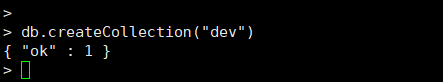 >
> db.createCollection("dev")
{ "ok" : 1 }
>